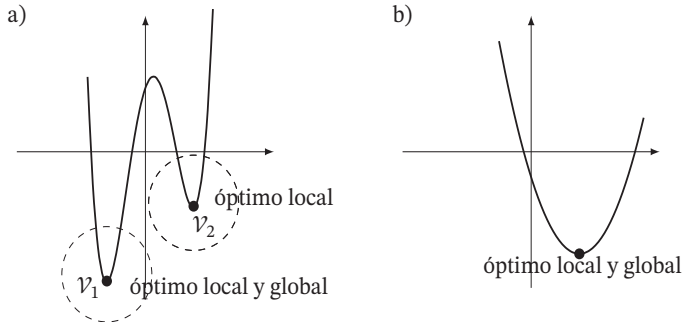 a)
b)
óptimo local
𝒱2
𝒱1
óptimo local y global
óptimo local y global